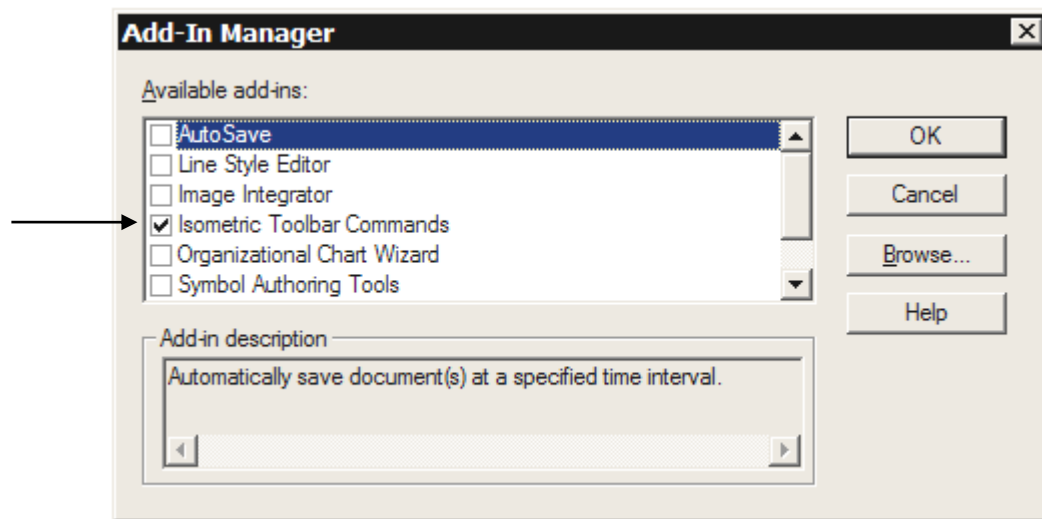 Add-In Manager
Available add-ins:
AutoSave
Line Style Editor
Image Integrator
Isometric Toolbar Commands
Organizational Chart Wizard
Symbol Authoring Tools
OK
Cancel
Browse...
Help
Add-in description
Automatically save document(s) at a specified time interval.